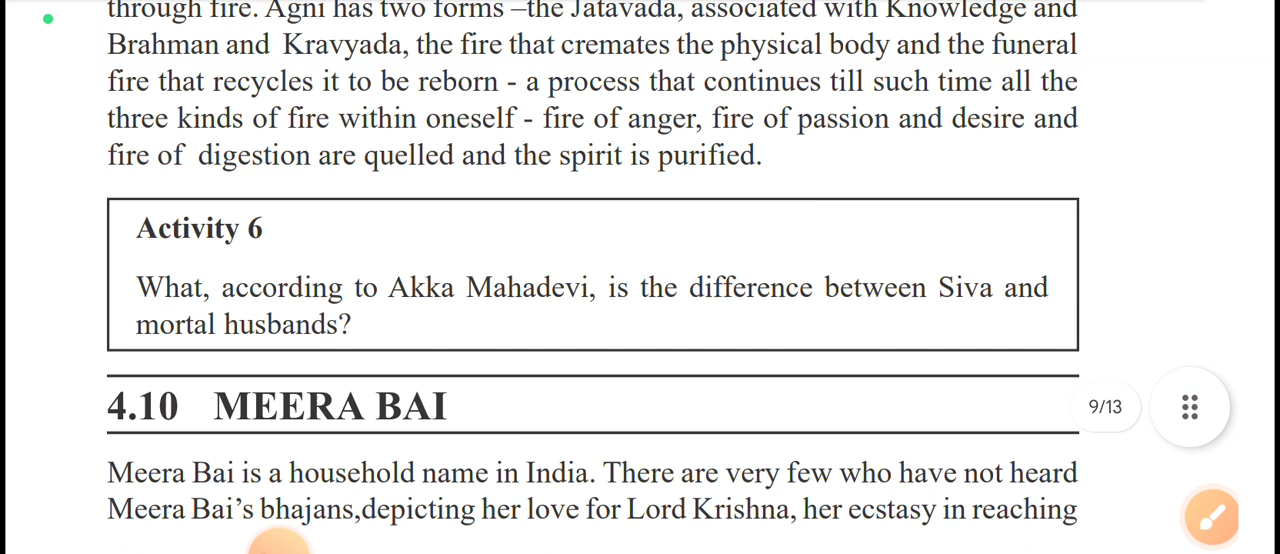 through fire. Agni has two forms –the Jatavada, associated with Knowledge and
Brahman and Kravyada, the fire that cremates the physical body and the funeral
fire that recycles it to be reborn - a process that continues till such time all the
three kinds of fire within oneself - fire of anger, fire of passion and desire and
fire of digestion are quelled and the spirit is purified.
Activity 6
What, according to Akka Mahadevi, is the difference between Siva and
mortal husbands?
4.10 MEERA BAI
9/13
Meera Bai is a household name in India. There are very few who have not heard
Meera Bai’s bhajans,depicting her love for Lord Krishna, her ecstasy in reaching